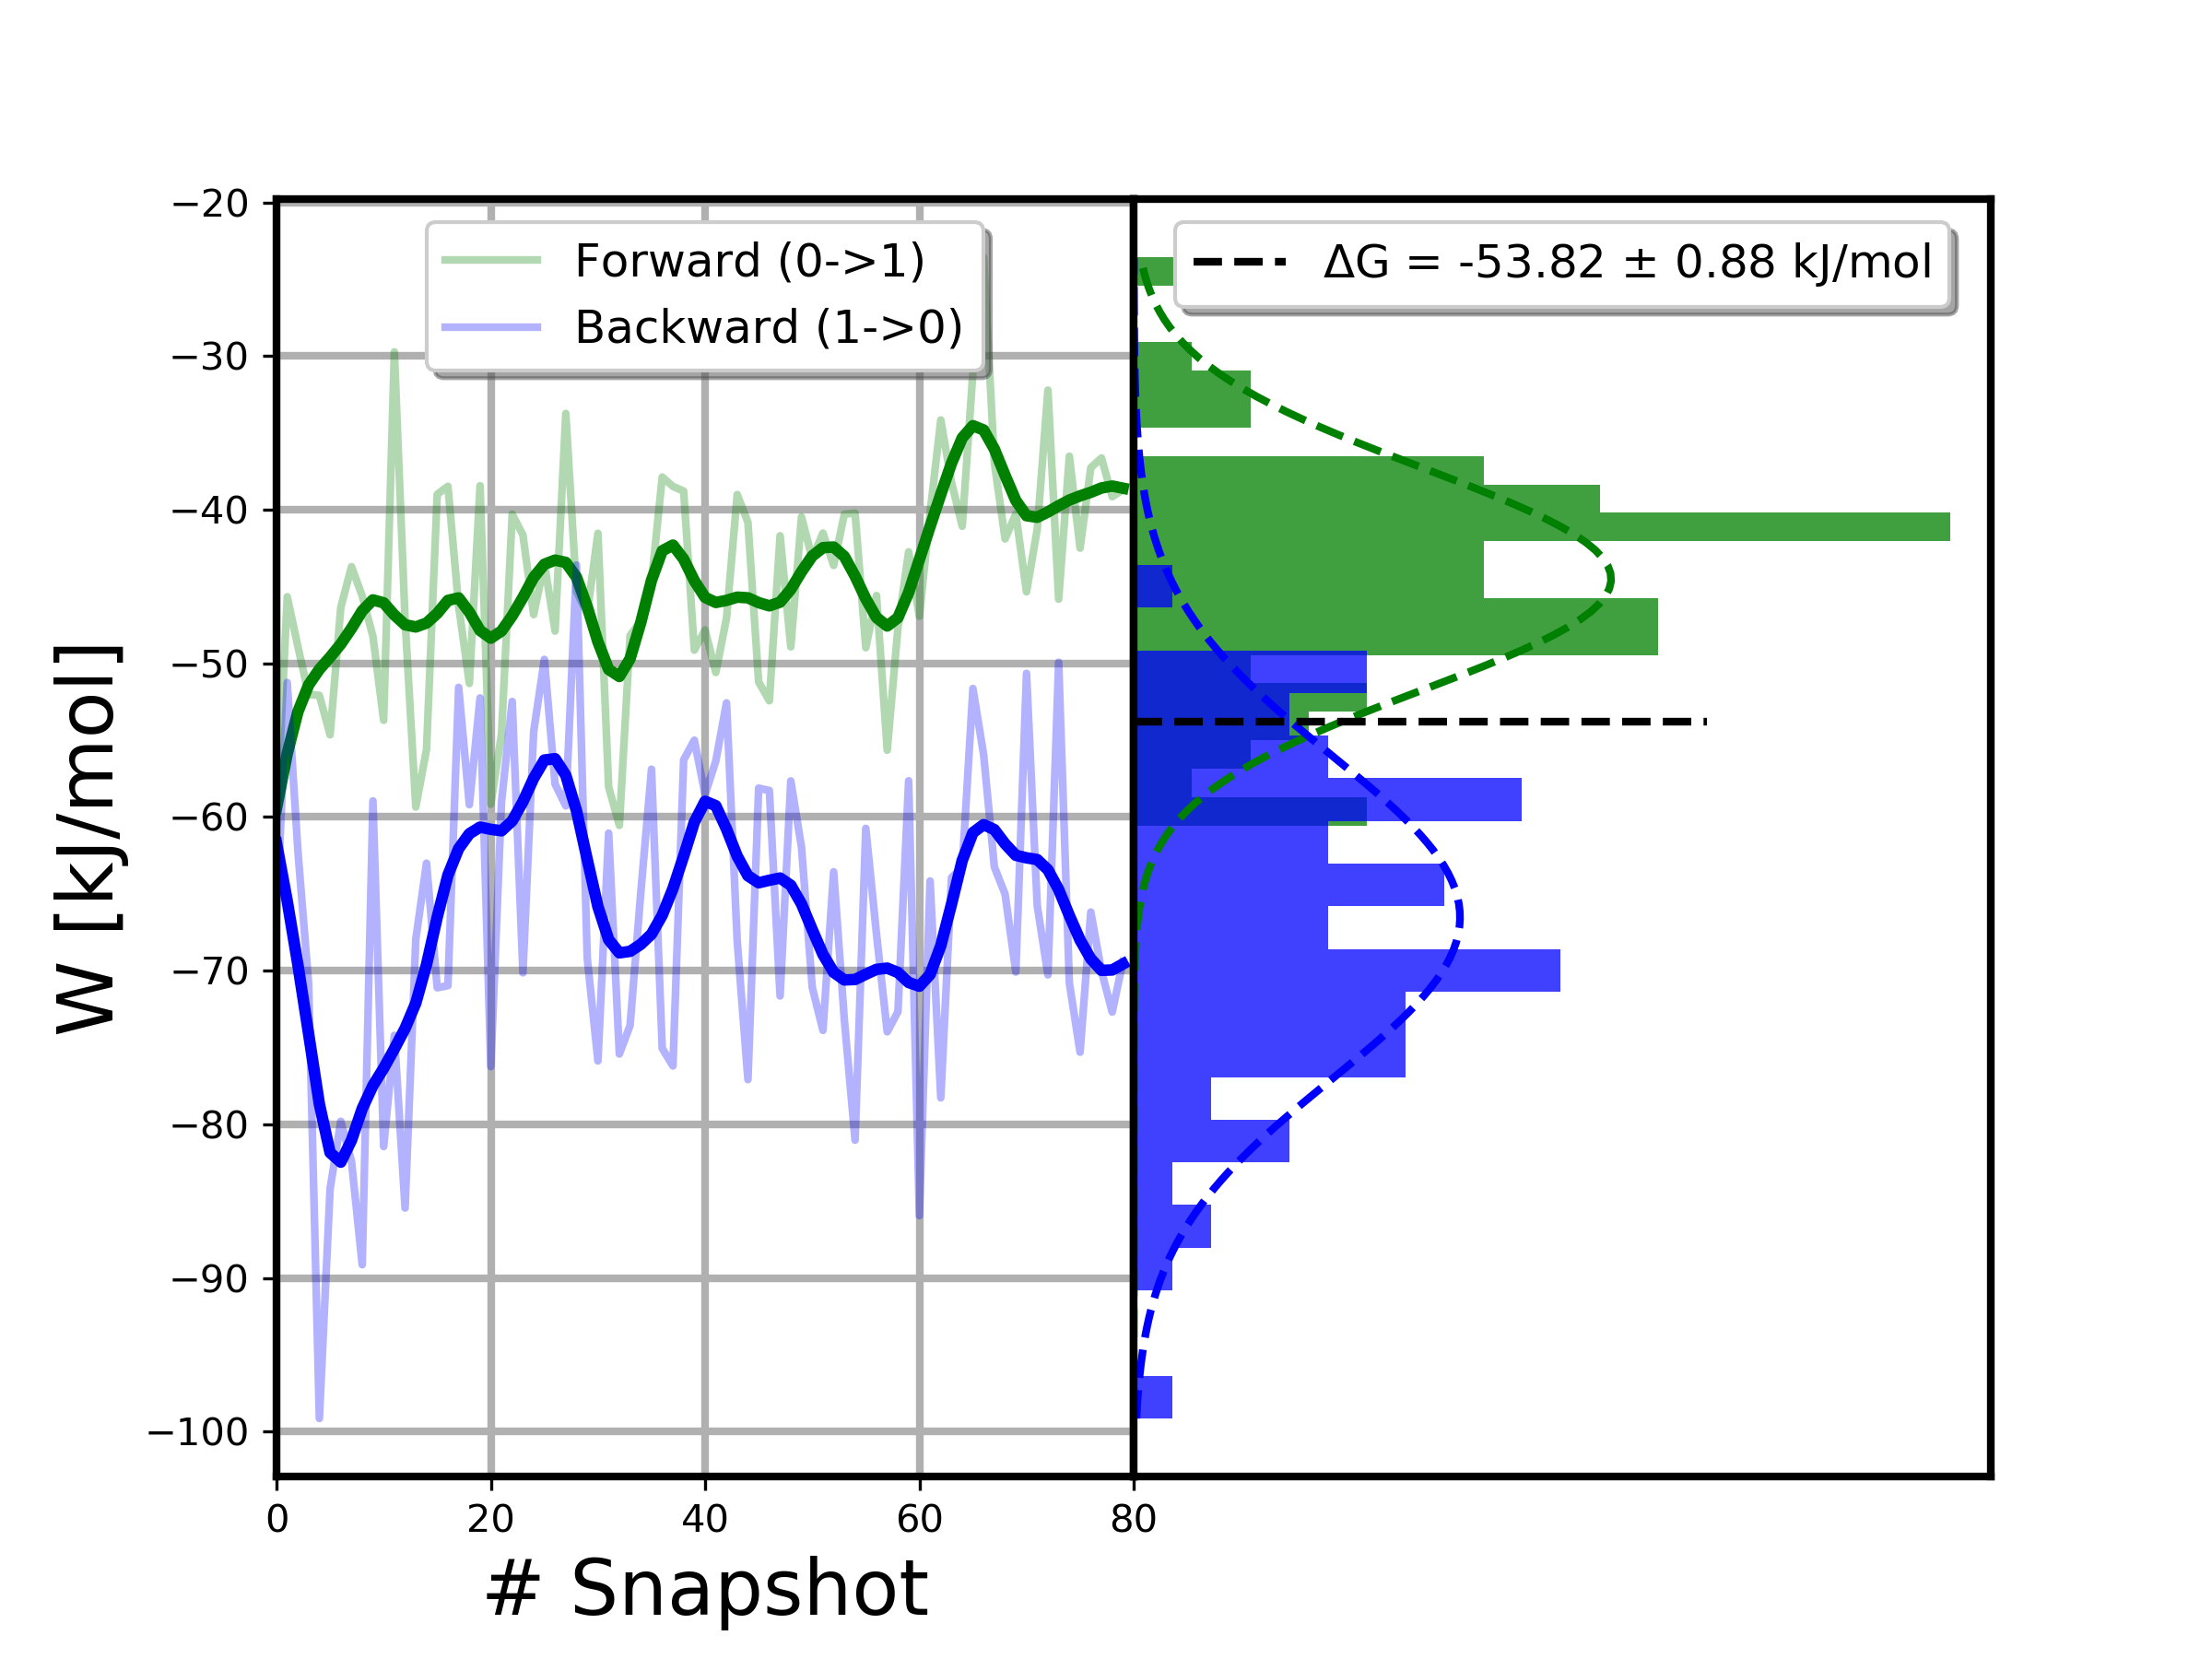 −20
−30
−40
−50
−60
−70
−80
−90
−100
W [kJ/mol]
Forward (0->1)
Backward (1->0)
ΔG = -53.82 ± 0.88 kJ/mol
0 20 40 60 80
# Snapshot